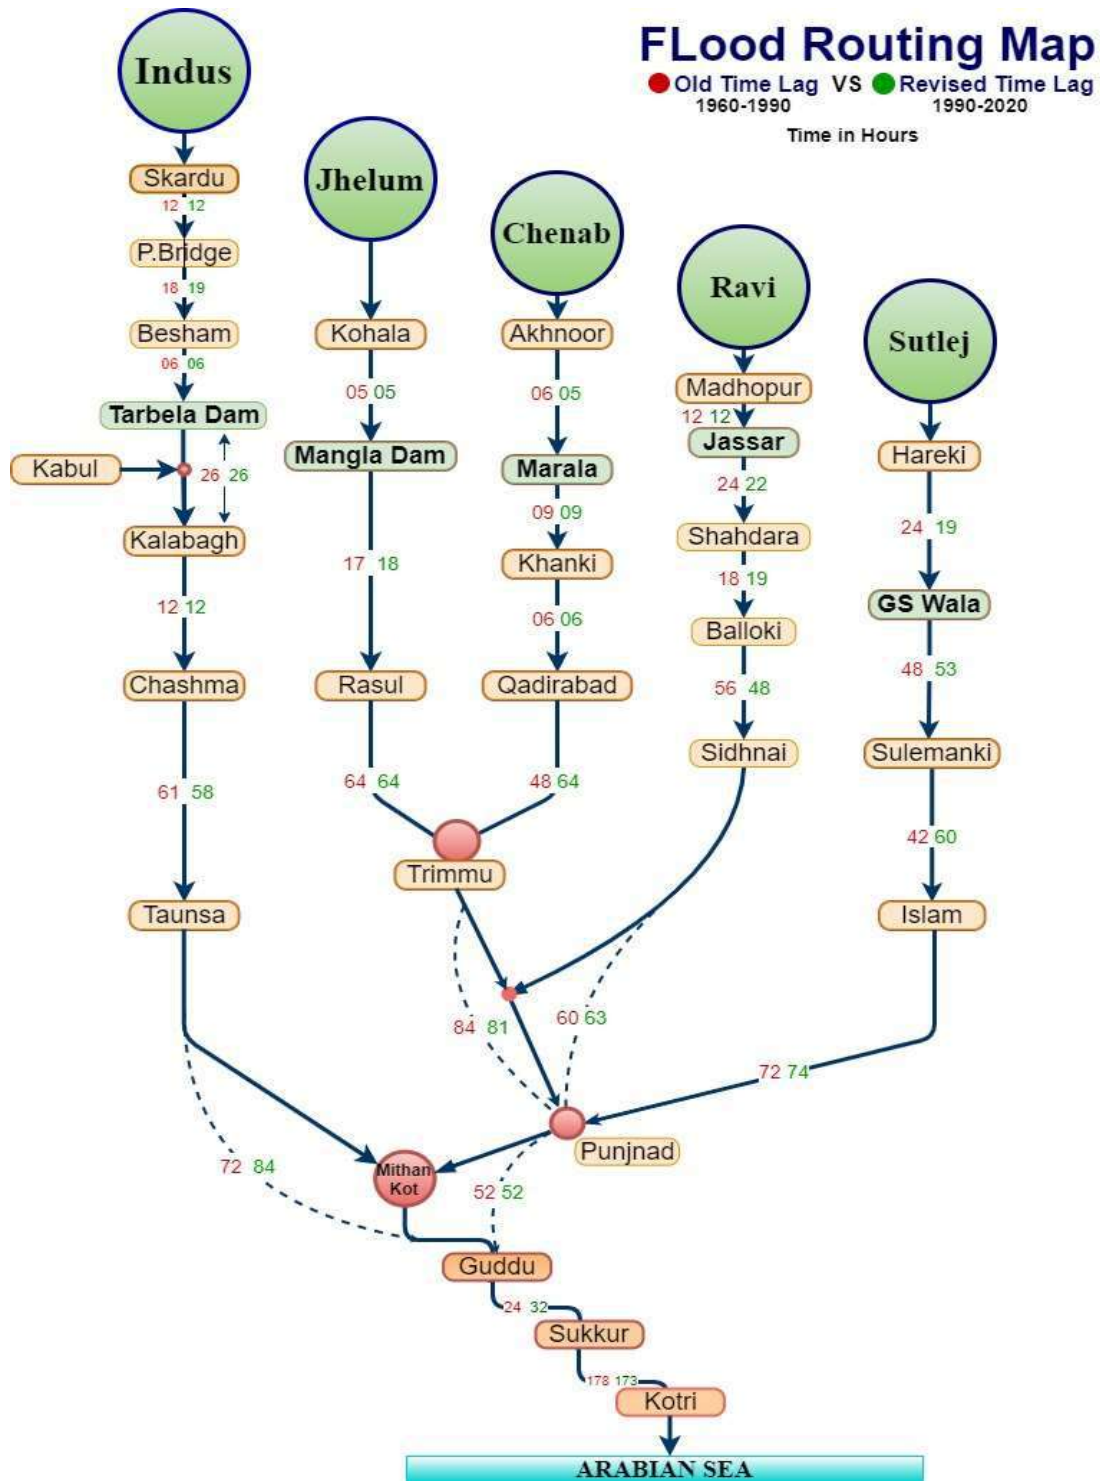 FLood Routing Map
Old Time Lag VS Revised Time Lag
1960-1990 1990-2020
Time in Hours
Indus
Skardu
12 12
P.Bridge
18 19
Besham
06 06
Tarbela Dam
Kabul
26 26
Kalabagh
12 12
Chashma
61 58
Taunsa
72 84
Jhelum
Kohala
05 05
Mangla Dam
17 18
Rasul
64 64
Chenab
Akhnoor
06 05
Marala
09 09
Khanki
06 06
Qadirabad
48 64
Trimmu
84 81
Ravi
Madhopur
12 12
Jassar
24 22
Shahdara
18 19
Balloki
56 48
Sidhnai
60 63
Sutlej
Hareki
24 19
GS Wala
48 53
Sulemanki
42 60
Islam
72 74
Punjnad
Mithan
Kot
52 52
Guddu
24 32
Sukkur
178 173
Kotri
ARABIAN SEA